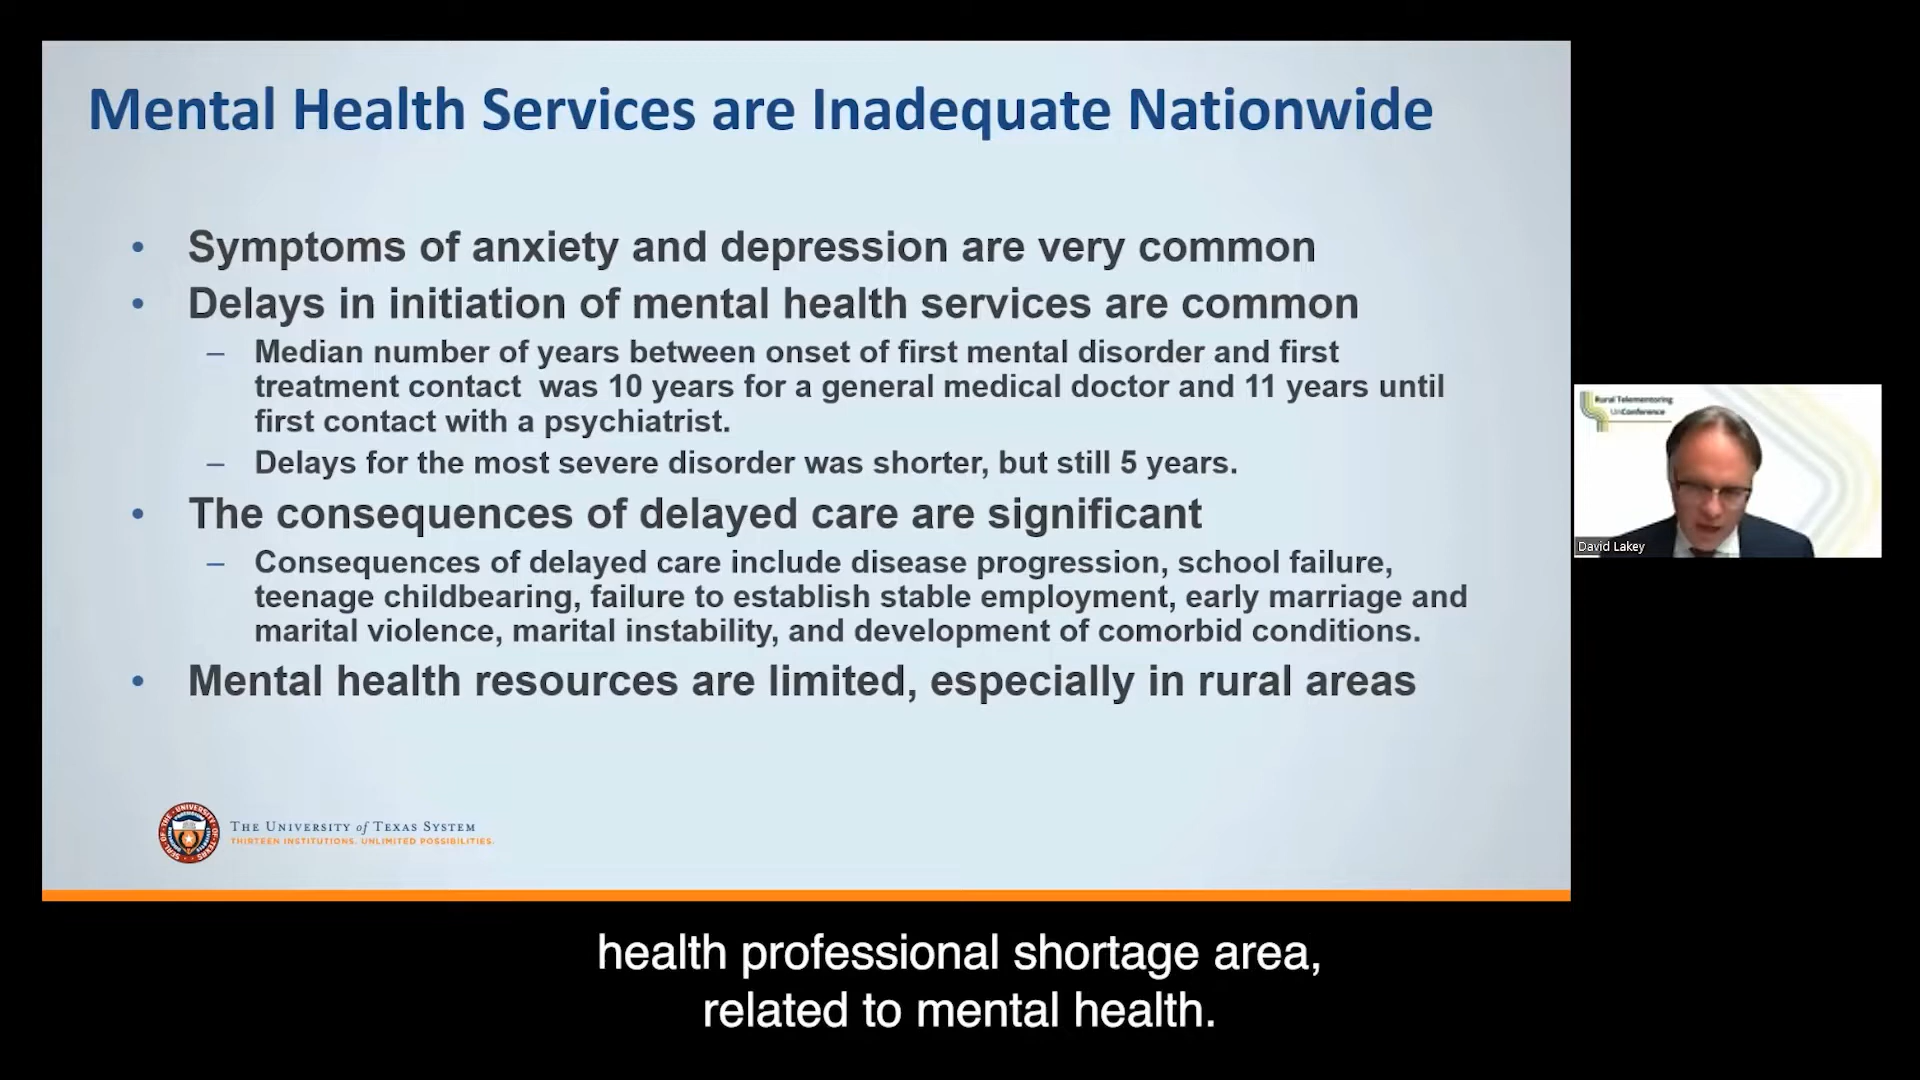 Mental Health Services are Inadequate Nationwide
• Symptoms of anxiety and depression are very common
• Delays in initiation of mental health services are common
– Median number of years between onset of first mental disorder and first
treatment contact was 10 years for a general medical doctor and 11 years until
first contact with a psychiatrist.
– Delays for the most severe disorder was shorter, but still 5 years.
• The consequences of delayed care are significant
– Consequences of delayed care include disease progression, school failure,
teenage childbearing, failure to establish stable employment, early marriage and
marital violence, marital instability, and development of comorbid conditions.
• Mental health resources are limited, especially in rural areas
THE UNIVERSITY of TEXAS SYSTEM
THIRTEEN INSTITUTIONS. UNLIMITED POSSIBILITIES.
Rural Telementoring
UnConference
David Lakey
health professional shortage area,
related to mental health.